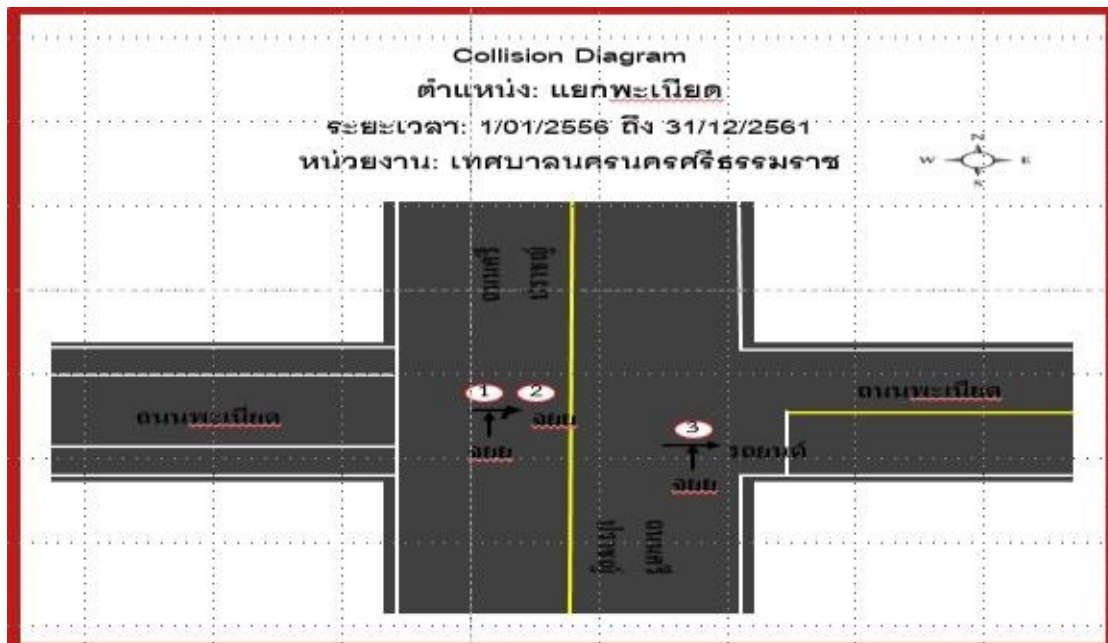 Collision Diagram
ตำแหน่ง: แยกพะเนียด
ระยะเวลา: 1/01/2556 ถึง 31/12/2561
หน่วยงาน: เทศบาลนครนครศรีธรรมราช
N
W E
S
ถนนศรี
ปราชญ์
ถนนพะเนียด
1 2
จยย
จยย
ถนนพะเนียด
3
รถยนต์
จยย
ถนนศรี
ปราชญ์